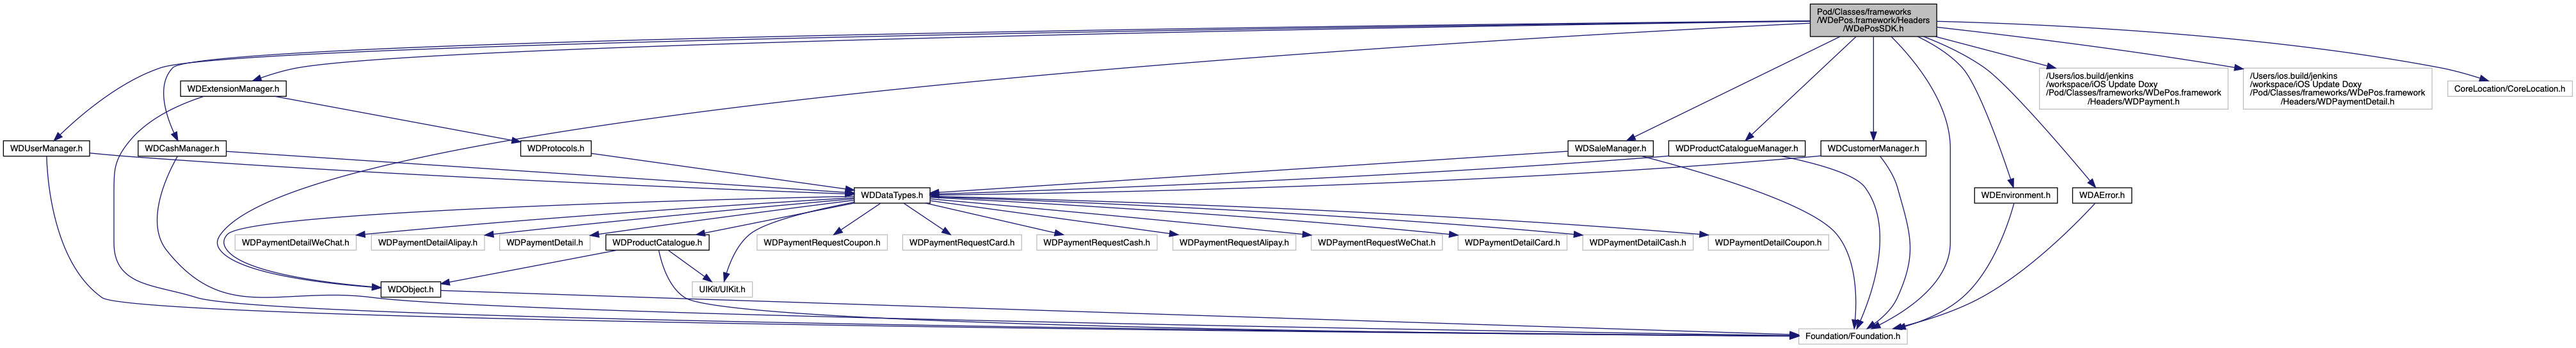 Pod/Classes/frameworks
/WDePos.framework/Headers
/WDePosSDK.h
WDExtensionManager.h
/Users/ios.build/jenkins
/workspace/iOS Update Doxy
/Pod/Classes/frameworks/WDePos.framework
/Headers/WDPayment.h
/Users/ios.build/jenkins
/workspace/iOS Update Doxy
/Pod/Classes/frameworks/WDePos.framework
/Headers/WDPaymentDetail.h
CoreLocation/CoreLocation.h
WDUserManager.h
WDCashManager.h
WDProtocols.h
WDSaleManager.h
WDProductCatalogueManager.h
WDCustomerManager.h
WDDataTypes.h
WDEnvironment.h
WDAError.h
WDPaymentDetailWeChat.h
WDPaymentDetailAlipay.h
WDPaymentDetail.h
WDProductCatalogue.h
WDPaymentRequestCoupon.h
WDPaymentRequestCard.h
WDPaymentRequestCash.h
WDPaymentRequestAlipay.h
WDPaymentRequestWeChat.h
WDPaymentDetailCard.h
WDPaymentDetailCash.h
WDPaymentDetailCoupon.h
WDObject.h
UIKit/UIKit.h
Foundation/Foundation.h